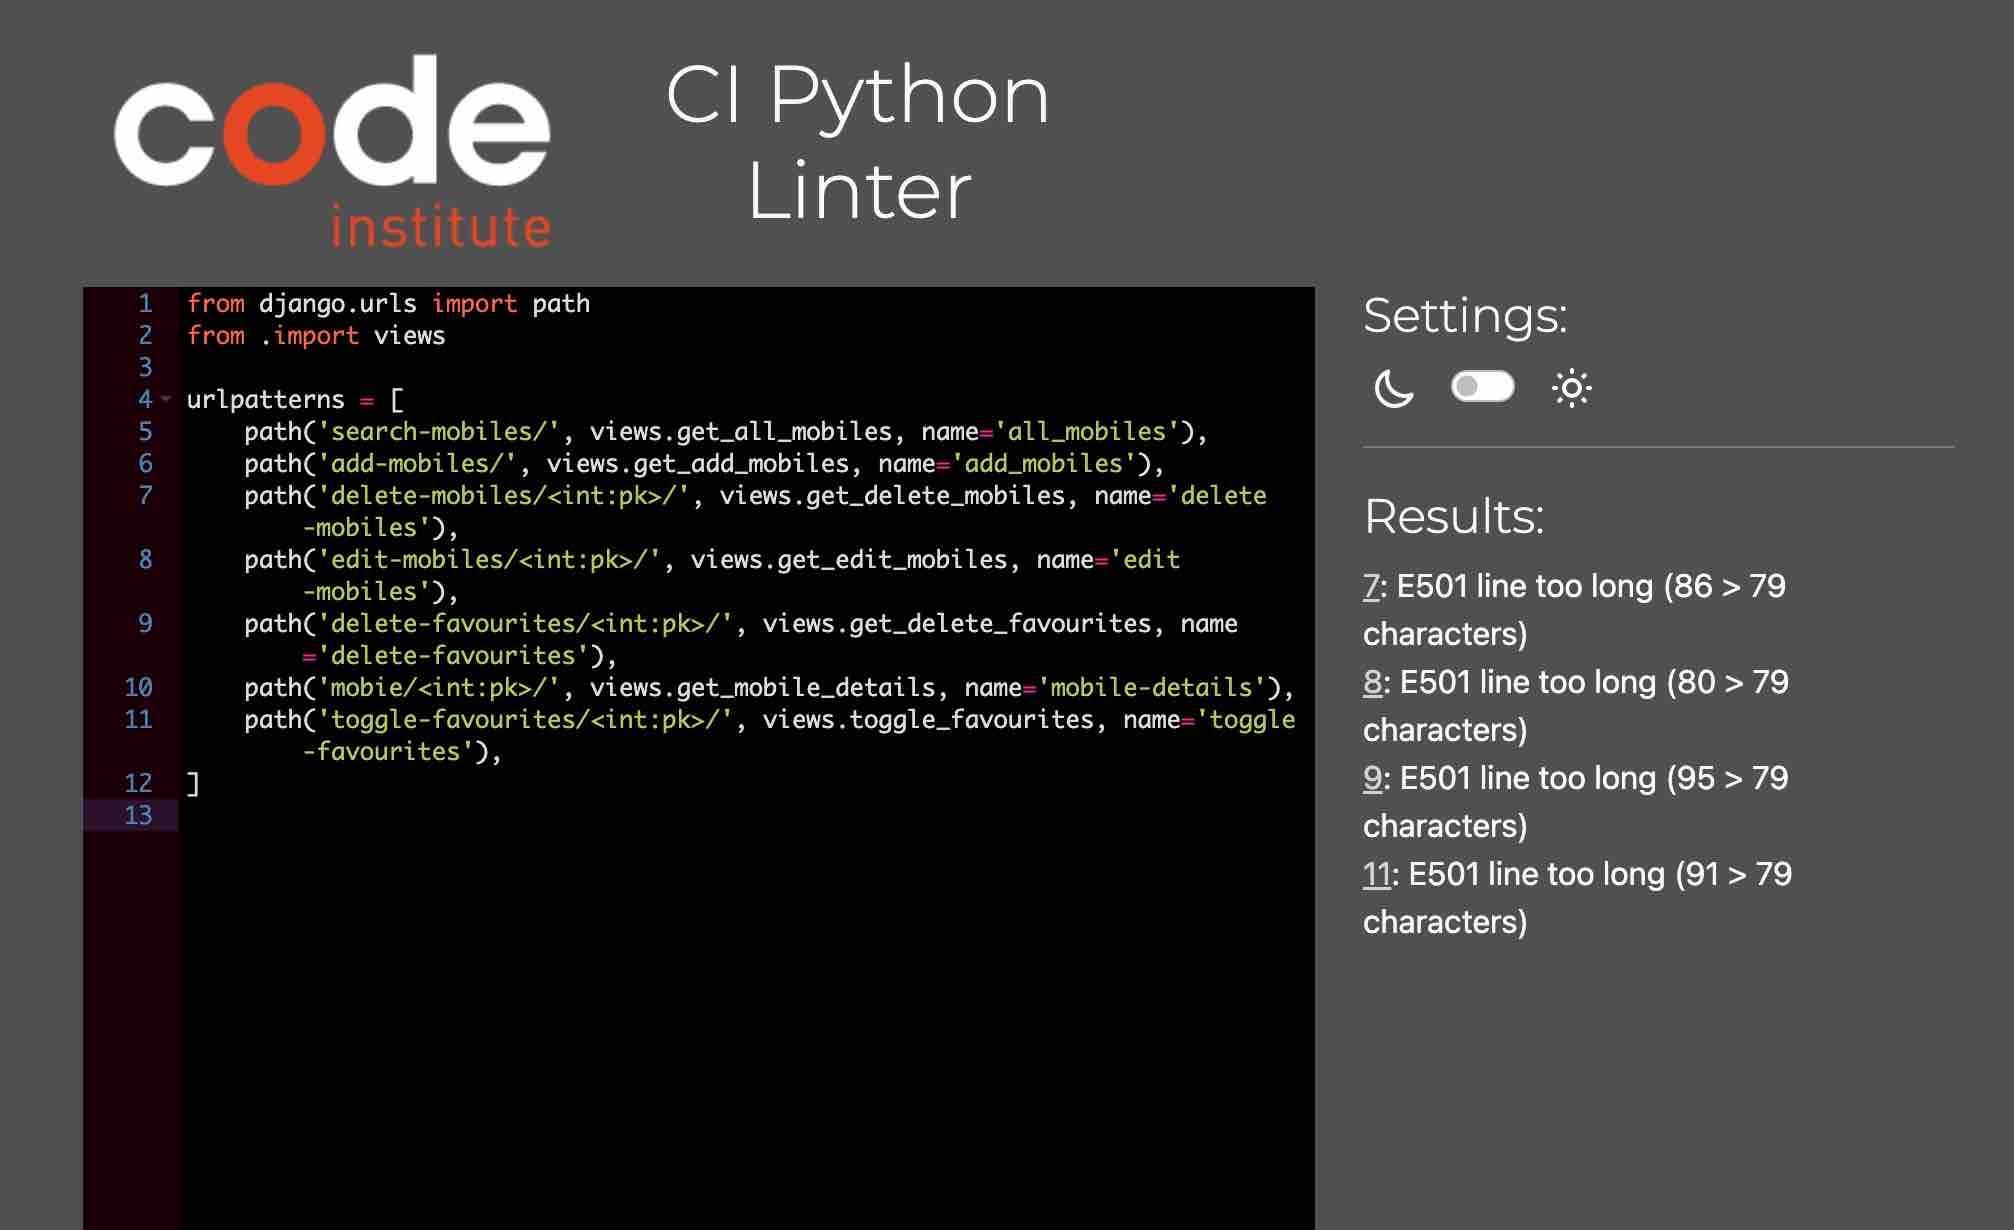 code
institute
CI Python
Linter
1 from django.urls import path
2 from .import views
3
4 urlpatterns = [
5     path('search-mobiles/', views.get_all_mobiles, name='all_mobiles'),
6     path('add-mobiles/', views.get_add_mobiles, name='add_mobiles'),
7     path('delete-mobiles/<int:pk>/', views.get_delete_mobiles, name='delete
        -mobiles'),
8     path('edit-mobiles/<int:pk>/', views.get_edit_mobiles, name='edit
        -mobiles'),
9     path('delete-favourites/<int:pk>/', views.get_delete_favourites, name
        ='delete-favourites'),
10     path('mobie/<int:pk>/', views.get_mobile_details, name='mobile-details'),
11     path('toggle-favourites/<int:pk>/', views.toggle_favourites, name='toggle
        -favourites'),
12 ]
13
Settings:
Results:
7: E501 line too long (86 > 79
characters)
8: E501 line too long (80 > 79
characters)
9: E501 line too long (95 > 79
characters)
11: E501 line too long (91 > 79
characters)